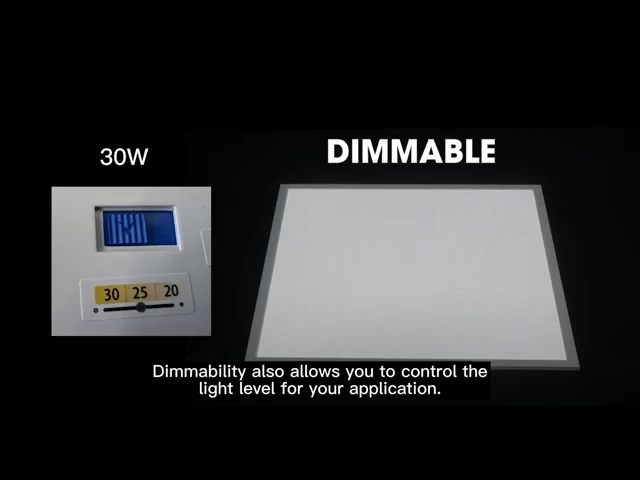 30W
DIMMABLE
30 25 20
Dimmability also allows you to control the
light level for your application.